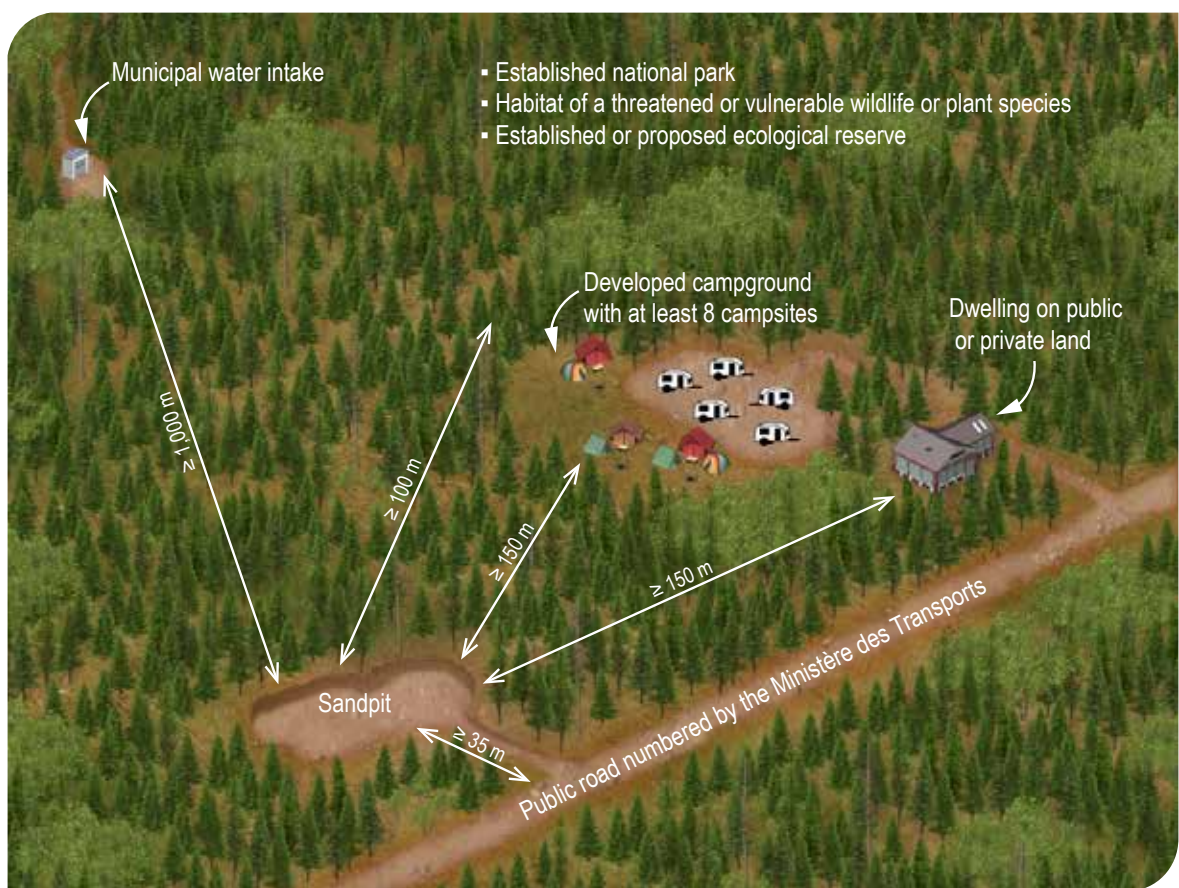 Municipal water intake
▪ Established national park
▪ Habitat of a threatened or vulnerable wildlife or plant species
▪ Established or proposed ecological reserve
Developed campground
with at least 8 campsites
Dwelling on public
or private land
≥ 1,000 m
≥ 100 m
≥ 150 m
≥ 150 m
Sandpit
≥ 35 m
Public road numbered by the Ministère des Transports